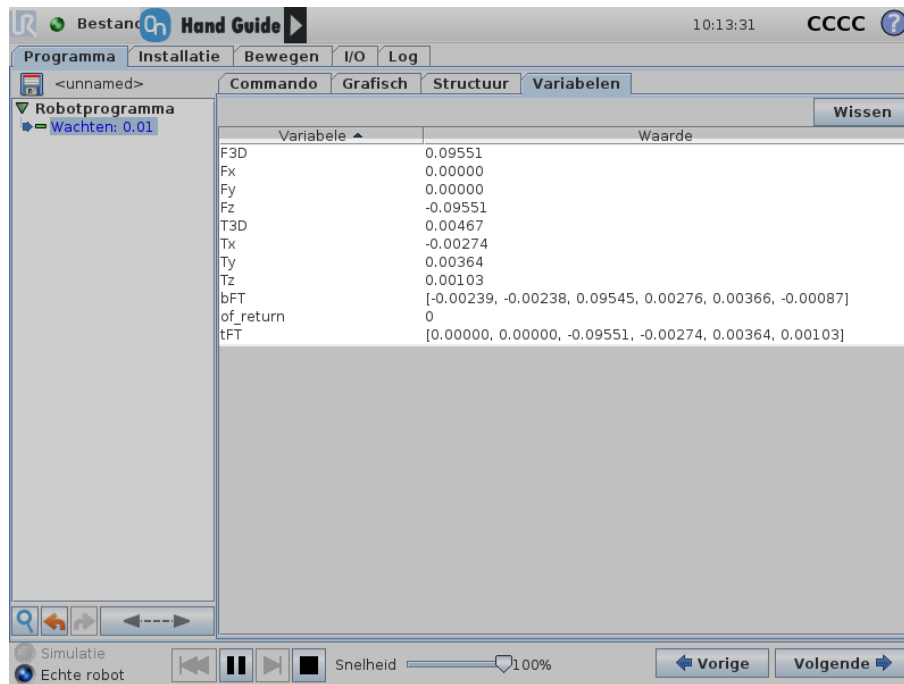 UR Bestand On Hand Guide 10:13:31 CCCC ?
Programma Installatie Bewegen I/O Log
<unnamed> Commando Grafisch Structuur Variabelen
Robotprogramma
Wachten: 0.01
Wissen
Variabele Waarde
F3D 0.09551
Fx 0.00000
Fy 0.00000
Fz -0.09551
T3D 0.00467
Tx -0.00274
Ty 0.00364
Tz 0.00103
bFT [-0.00239, -0.00238, 0.09545, 0.00276, 0.00366, -0.00087]
of_return 0
tFT [0.00000, 0.00000, -0.09551, -0.00274, 0.00364, 0.00103]
Simulatie
Echte robot
Snelheid 100%
Vorige Volgende